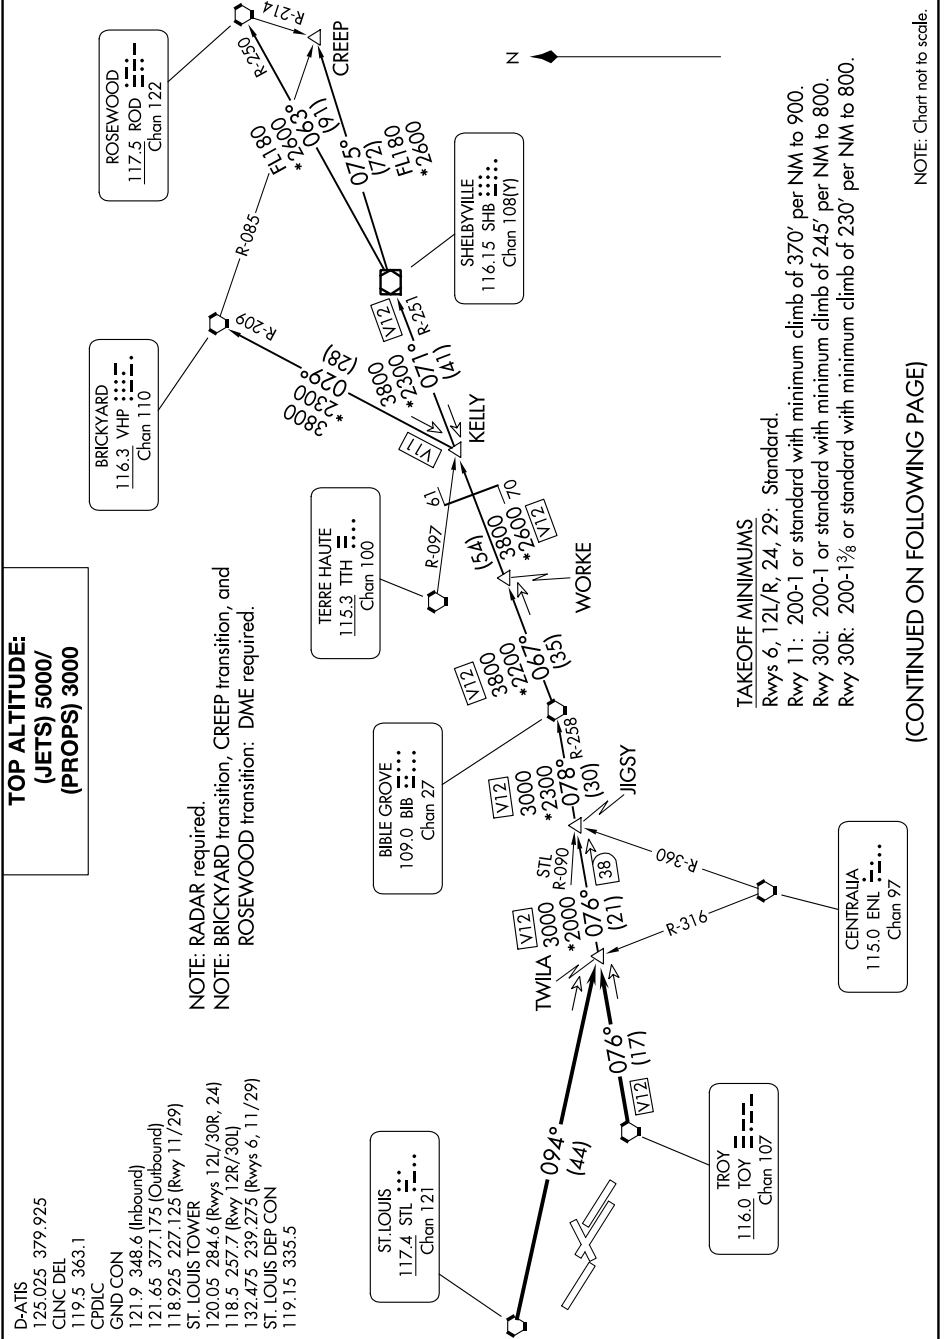 TOP ALTITUDE:
(JETS) 5000/
(PROPS) 3000
D-ATIS
125.025 379.925
CLNC DEL
119.5 363.1
CPDLC
GND CON
121.9 348.6 (Inbound)
121.65 377.175 (Outbound)
118.925 227.125 (Rwy 11/29)
ST. LOUIS TOWER
120.05 284.6 (Rwys 12L/30R, 24)
118.5 257.7 (Rwy 12R/30L)
132.475 239.275 (Rwys 6, 11/29)
ST. LOUIS DEP CON
119.15 335.5
NOTE: RADAR required.
NOTE: BRICKYARD transition, CREEP transition, and
ROSEWOOD transition: DME required.
ST.LOUIS
117.4 STL
Chan 121
094°
(44)
TROY
116.0 TOY
Chan 107
V12
076°
(17)
TWILA
V12
3000
*2000
076°
(21)
STL
R-090
38
R-316
R-360
CENTRALIA
115.0 ENL
Chan 97
JIGSY
V12
3000
*2300
078°
(30)
R-258
BIBLE GROVE
109.0 BIB
Chan 27
V12
3800
*2200
067°
(35)
WORKE
(54)
3800
*2600
V12
61
70
TERRE HAUTE
115.3 TTH
Chan 100
R-097
KELLY
V11
3800
*2300
029°
(28)
R-209
BRICKYARD
116.3 VHP
Chan 110
R-085
3800
*2300
071°
(41)
V12
R-251
SHELBYVILLE
116.15 SHB
Chan 108(Y)
FL180
*2600
063°
(91)
R-250
ROSEWOOD
117.5 ROD
Chan 122
R-214
CREEP
075°
(72)
FL180
*2600
N
TAKEOFF MINIMUMS
Rwys 6, 12L/R, 24, 29: Standard.
Rwy 11: 200-1 or standard with minimum climb of 370' per NM to 900.
Rwy 30L: 200-1 or standard with minimum climb of 245' per NM to 800.
Rwy 30R: 200-1⅜ or standard with minimum climb of 230' per NM to 800.
(CONTINUED ON FOLLOWING PAGE)
NOTE: Chart not to scale.